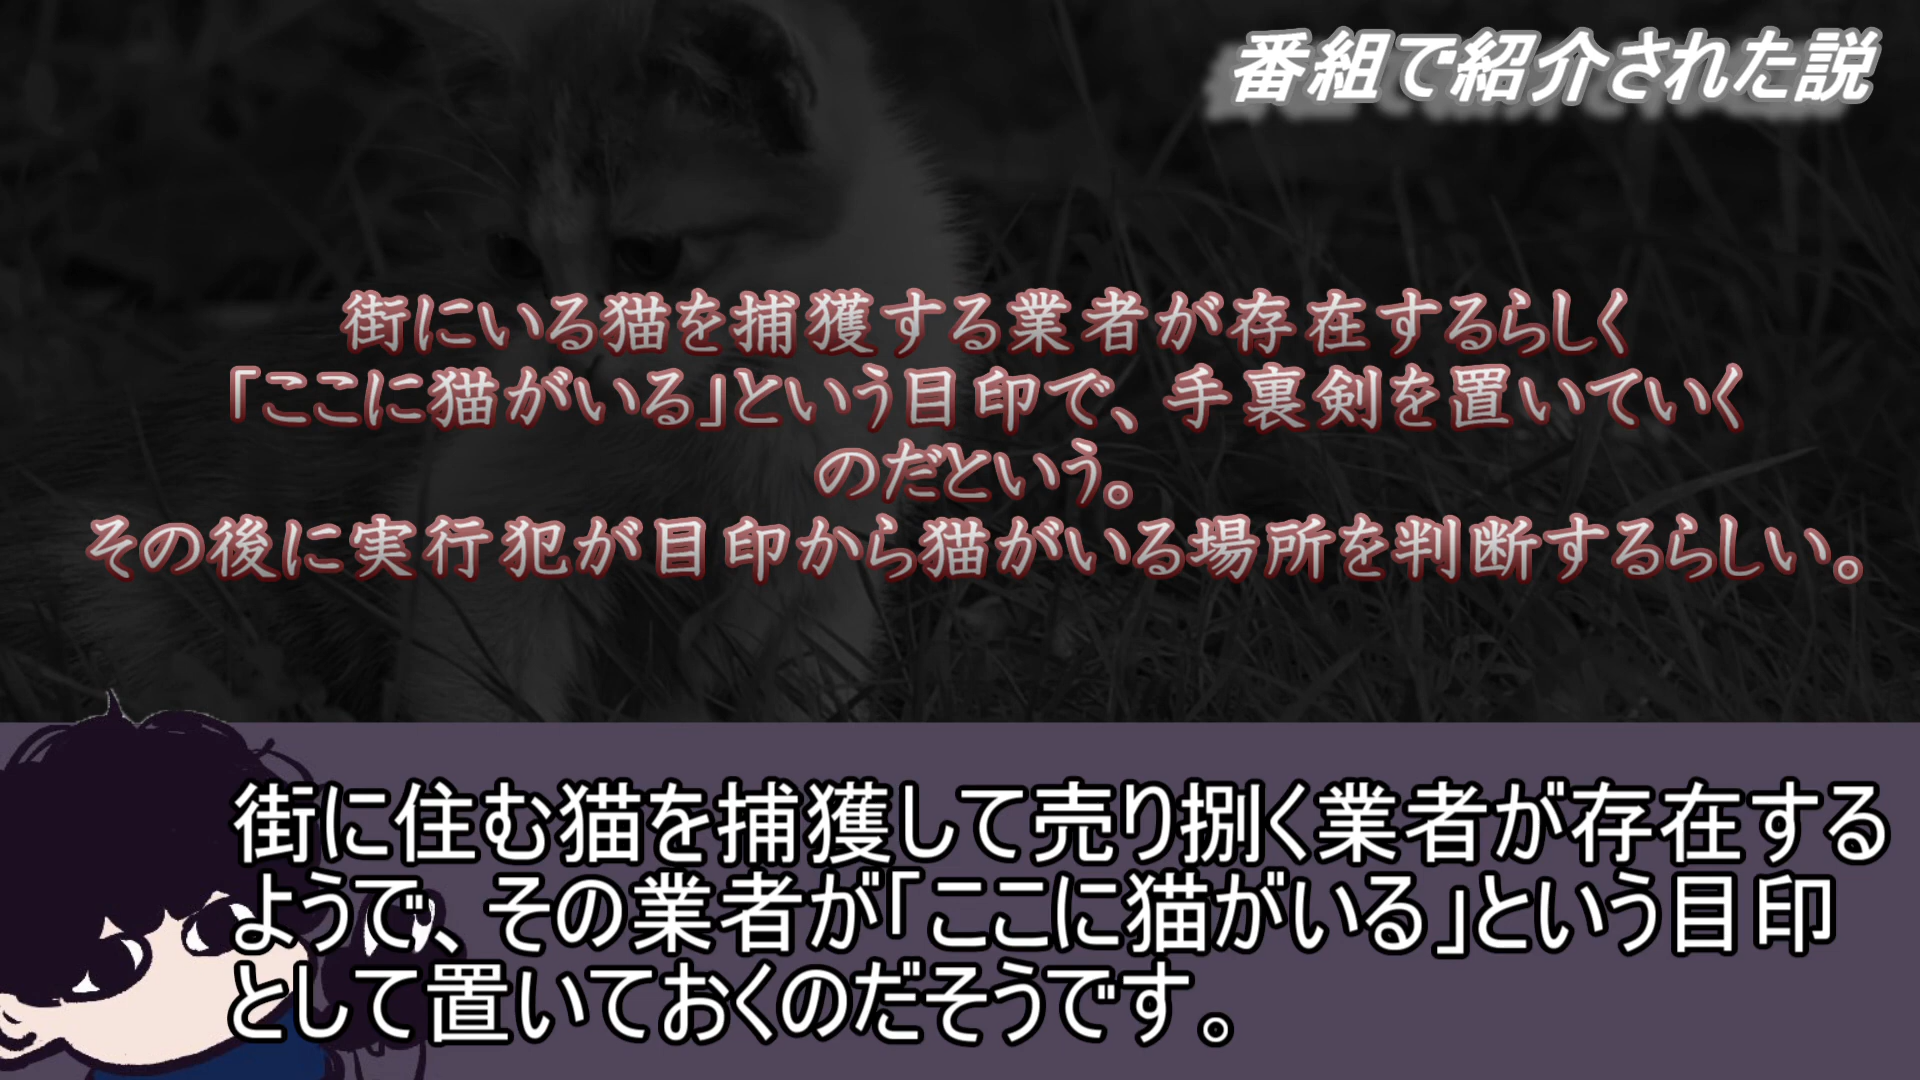 番組で紹介された説
街にいる猫を捕獲する業者が存在するらしく
「ここに猫がいる」という目印で、手裏剣を置いていく
のだという。
その後に実行犯が目印から猫がいる場所を判断するらしい。
街に住む猫を捕獲して売り捌く業者が存在する
ようで、その業者が「ここに猫がいる」という目印
として置いておくのだそうです。